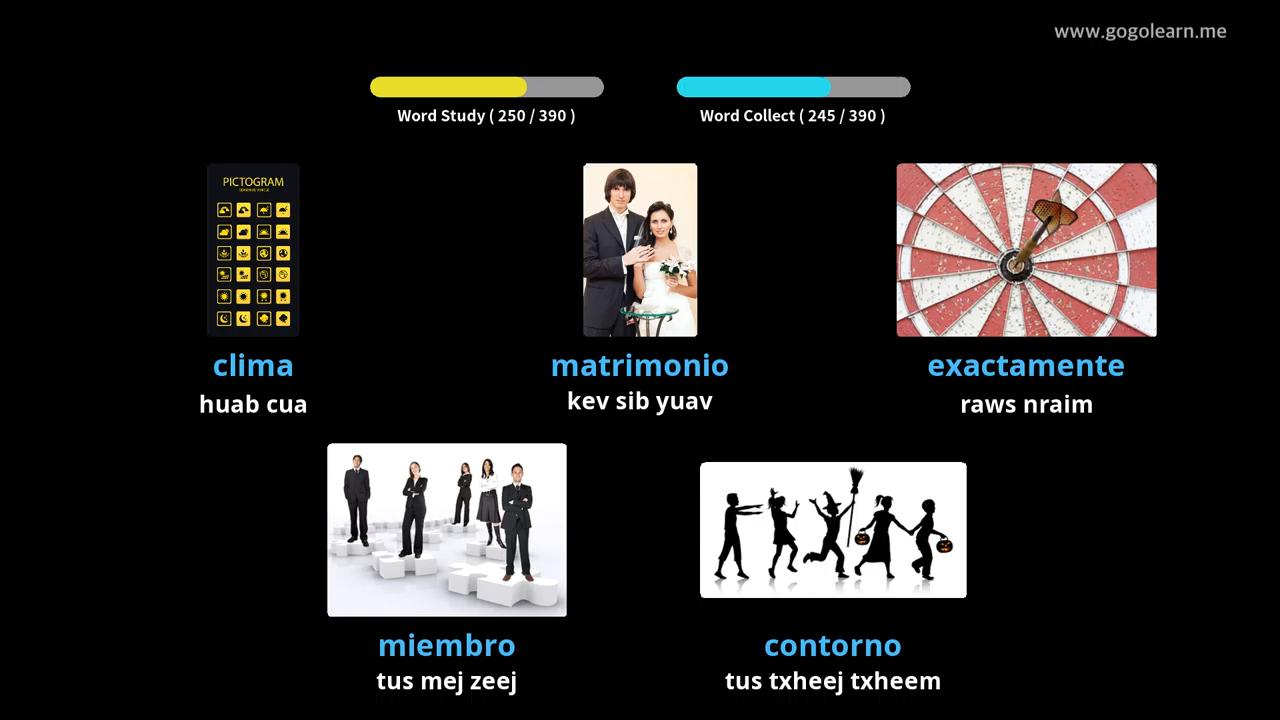 www.gogolearn.me
Word Study ( 250 / 390 )
Word Collect ( 245 / 390 )
PICTOGRAM
clima
huab cua
matrimonio
kev sib yuav
exactamente
raws nraim
miembro
tus mej zeej
contorno
tus txheej txheem